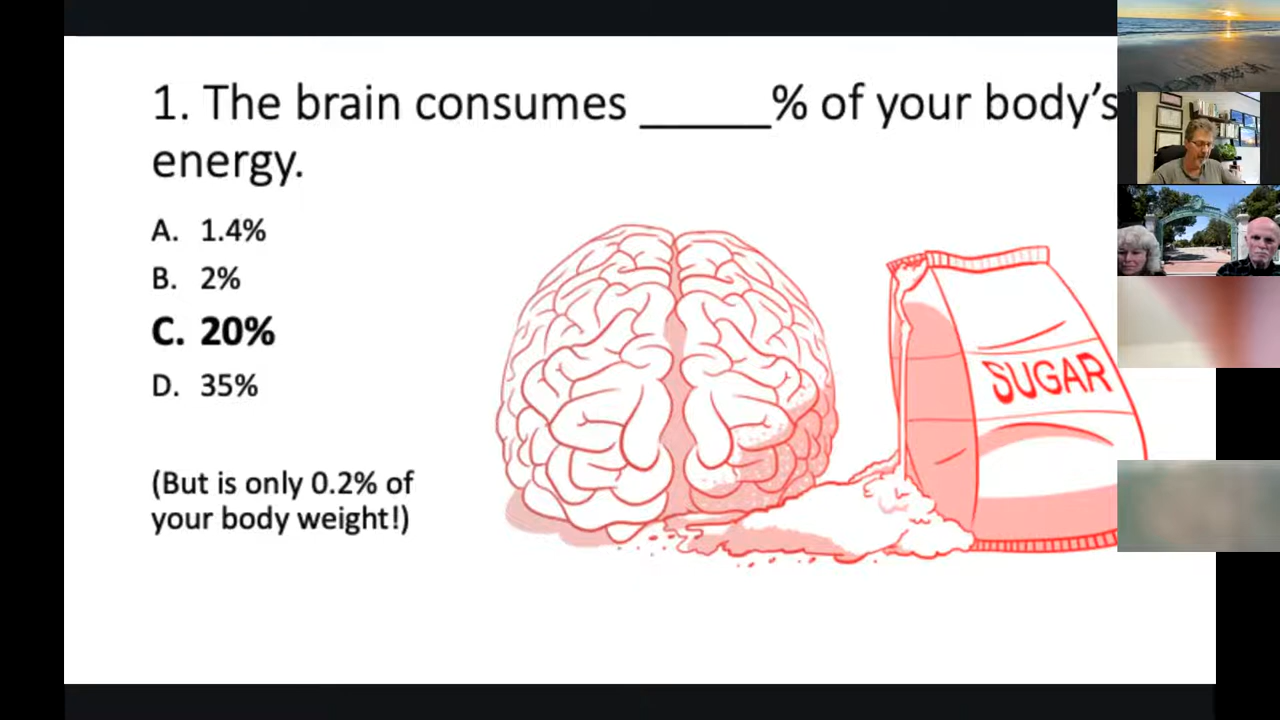 1. The brain consumes _____% of your body's
energy.
A. 1.4%
B. 2%
C. 20%
D. 35%
(But is only 0.2% of
your body weight!)
SUGAR